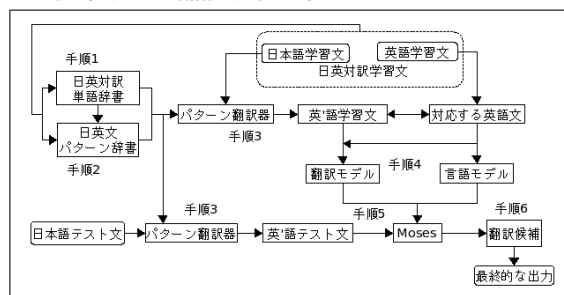 日本語学習文
英語学習文
日英対訳学習文
手順1
日英対訳
単語辞書
日英文
パターン辞書
手順2
パターン翻訳器
手順3
英'語学習文
対応する英語文
手順4
翻訳モデル
言語モデル
手順3
手順5
手順6
日本語テスト文
パターン翻訳器
英'語テスト文
Moses
翻訳候補
最終的な出力